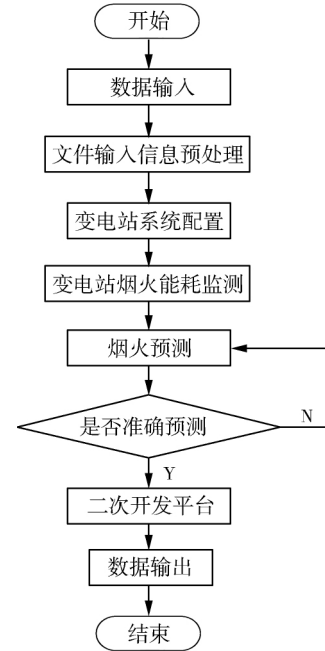 开始
数据输入
文件输入信息预处理
变电站系统配置
变电站烟火能耗监测
烟火预测
是否准确预测
N
Y
二次开发平台
数据输出
结束